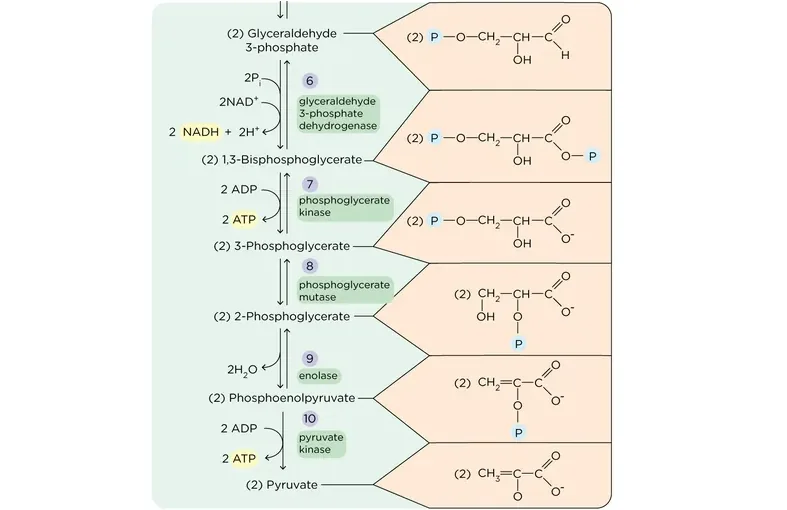 (2) Glyceraldehyde
3-phosphate
2Pi
2NAD+
2 NADH + 2H+
6
glyceraldehyde
3-phosphate
dehydrogenase
(2) 1,3-Bisphosphoglycerate
2 ADP
2 ATP
7
phosphoglycerate
kinase
(2) 3-Phosphoglycerate
8
phosphoglycerate
mutase
(2) 2-Phosphoglycerate
2H2O
9
enolase
(2) Phosphoenolpyruvate
2 ADP
2 ATP
10
pyruvate
kinase
(2) Pyruvate
O
(2) P—O—CH2—CH—C
OH H
O
(2) P—O—CH2—CH—C
OH O—P
O
(2) P—O—CH2—CH—C
OH O-
O
(2) CH2—CH—C
OH O O-
P
O
(2) CH2=C—C
O O-
P
O
(2) CH3=C—C
O O-